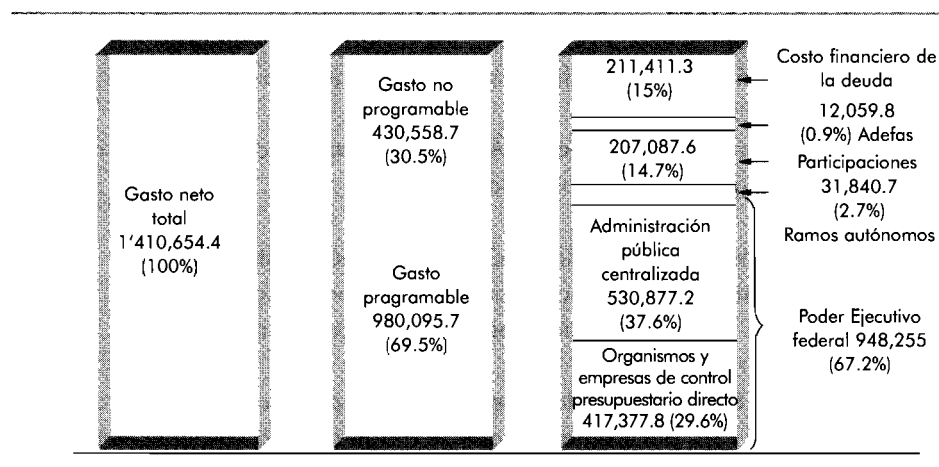 Gasto neto
total
1'410,654.4
(100%)
Gasto no
programable
430,558.7
(30.5%)
Gasto
pragramable
980,095.7
(69.5%)
211,411.3
(15%)
207,087.6
(14.7%)
Administración
pública
centralizada
530,877.2
(37.6%)
Organismos y
empresas de control
presupuestario directo
417,377.8 (29.6%)
Costo financiero de
la deuda
12,059.8
(0.9%) Adefas
Participaciones
31,840.7
(2.7%)
Ramos autónomos
Poder Ejecutivo
federal 948,255
(67.2%)